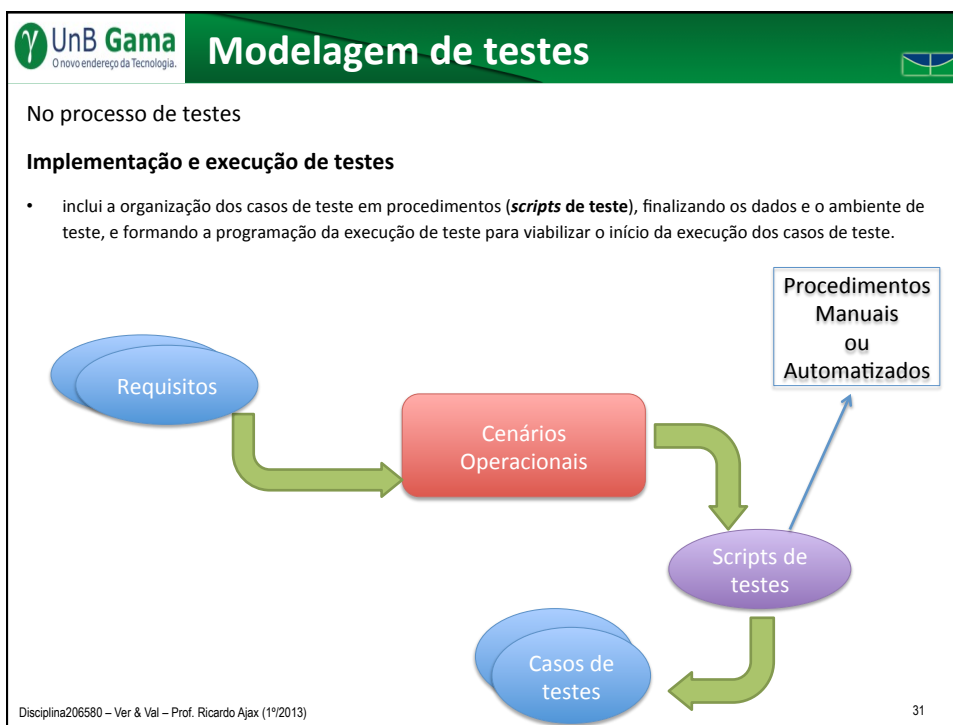 γ UnB Gama
O novo endereço da Tecnologia.
Modelagem de testes
No processo de testes
Implementação e execução de testes
• inclui a organização dos casos de teste em procedimentos (scripts de teste), finalizando os dados e o ambiente de
teste, e formando a programação da execução de teste para viabilizar o início da execução dos casos de teste.
Procedimentos
Manuais
ou
Automatizados
Requisitos
Cenários
Operacionais
Scripts de
testes
Casos de
testes
Disciplina206580 – Ver & Val – Prof. Ricardo Ajax (1º/2013)
31